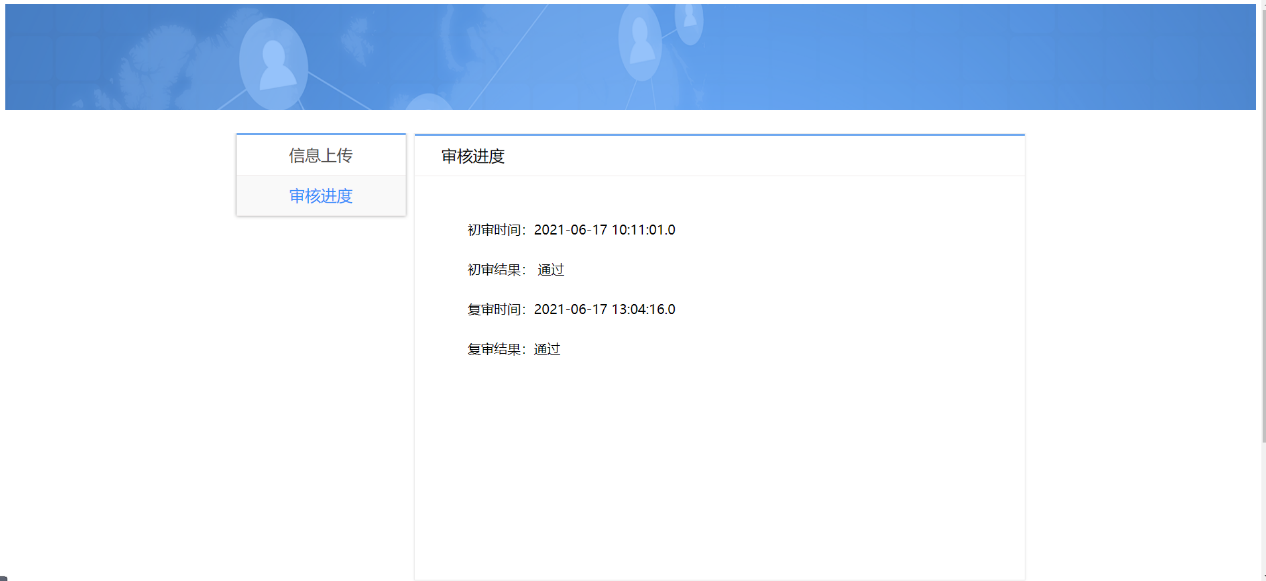 信息上传
审核进度
审核进度
初审时间：2021-06-17 10:11:01.0
初审结果： 通过
复审时间：2021-06-17 13:04:16.0
复审结果：通过